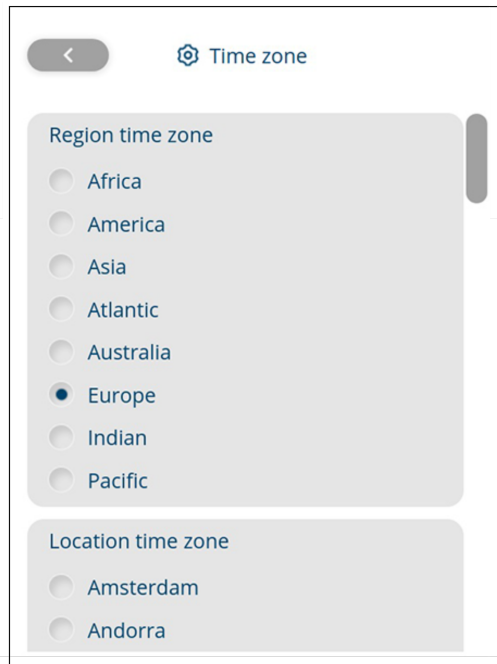 Time zone
Region time zone
Africa
America
Asia
Atlantic
Australia
Europe
Indian
Pacific
Location time zone
Amsterdam
Andorra